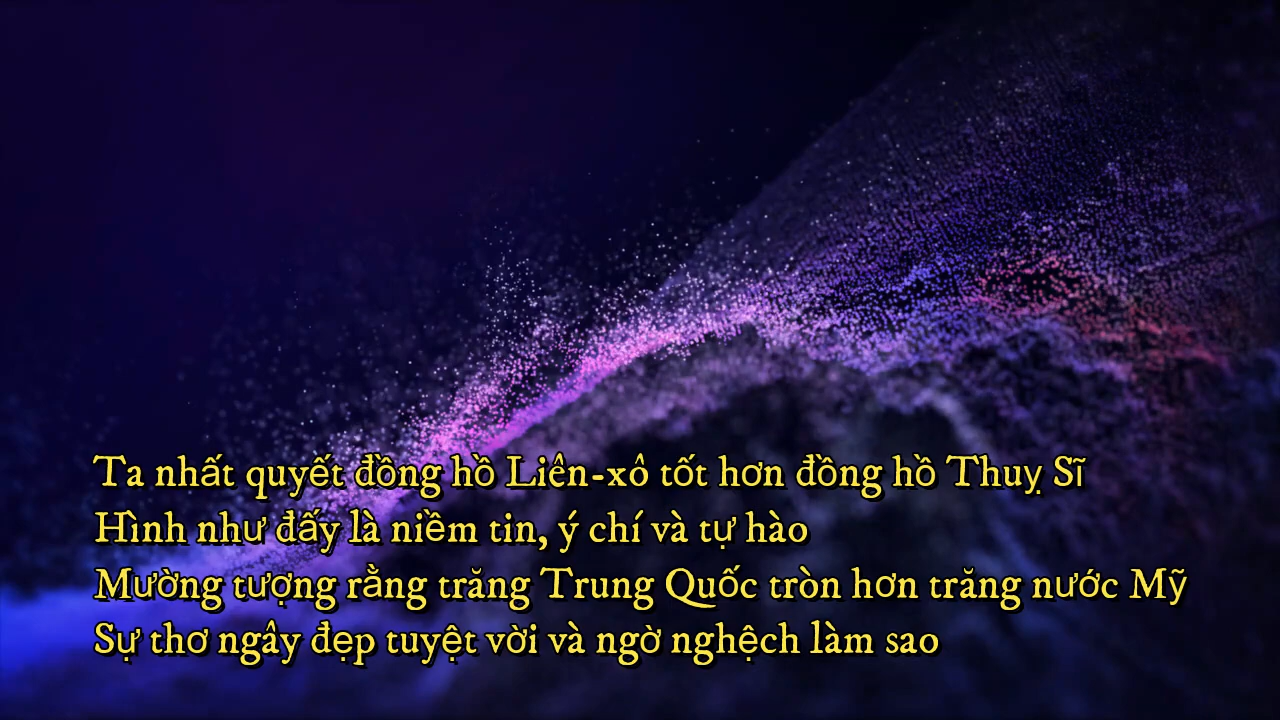 Ta nhất quyết đồng hồ Liên-xô tốt hơn đồng hồ Thuỵ Sĩ
Hình như đấy là niềm tin, ý chí và tự hào
Mường tượng rằng trăng Trung Quốc tròn hơn trăng nước Mỹ
Sự thơ ngây đẹp tuyệt vời và ngờ nghệch làm sao